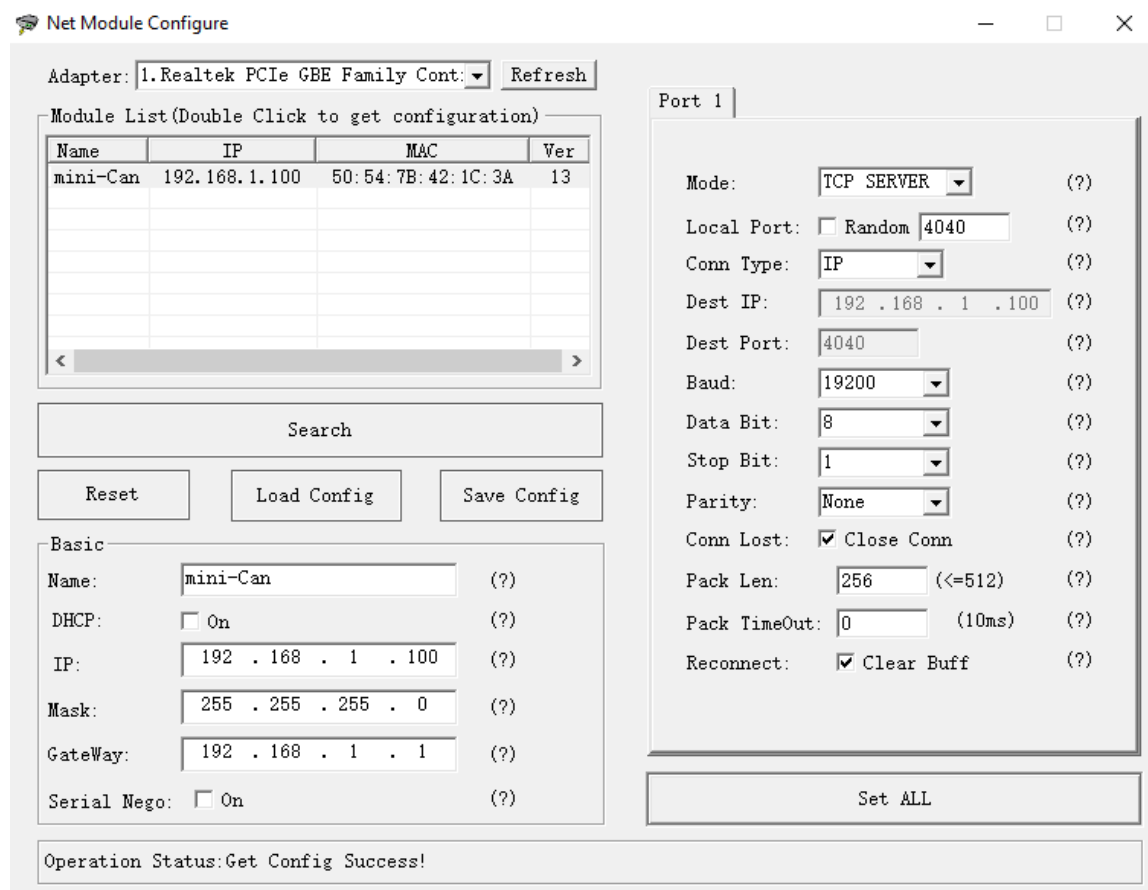 Net Module Configure
Adapter: 1.Realtek PCIe GBE Family Cont: Refresh
Module List(Double Click to get configuration)
Name IP MAC Ver
mini-Can 192.168.1.100 50:54:7B:42:1C:3A 13
Search
Reset Load Config Save Config
Basic
Name: mini-Can (?)
DHCP: On (?)
IP: 192 . 168 . 1 . 100 (?)
Mask: 255 . 255 . 255 . 0 (?)
GateWay: 192 . 168 . 1 . 1 (?)
Serial Nego: On (?)
Port 1
Mode: TCP SERVER (?)
Local Port: Random 4040 (?)
Conn Type: IP (?)
Dest IP: 192 . 168 . 1 . 100 (?)
Dest Port: 4040 (?)
Baud: 19200 (?)
Data Bit: 8 (?)
Stop Bit: 1 (?)
Parity: None (?)
Conn Lost: Close Conn (?)
Pack Len: 256 (<=512) (?)
Pack TimeOut: 0 (10ms) (?)
Reconnect: Clear Buff (?)
Set ALL
Operation Status:Get Config Success!